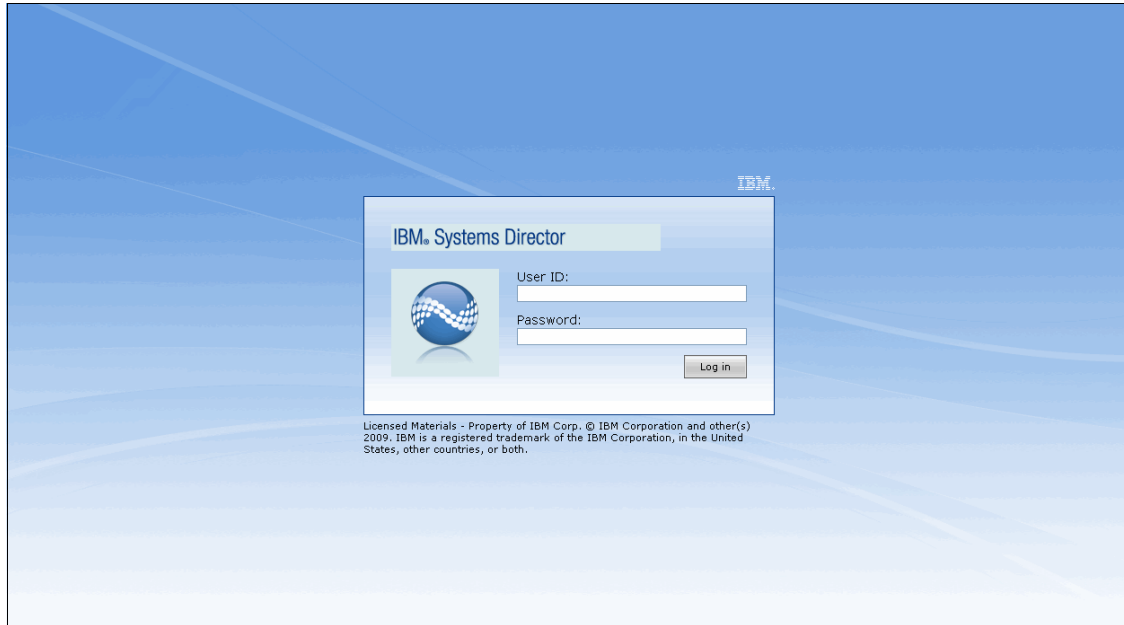 IBM.
IBM® Systems Director
User ID:
Password:
Log in
Licensed Materials - Property of IBM Corp. © IBM Corporation and other(s)
2009. IBM is a registered trademark of the IBM Corporation, in the United
States, other countries, or both.